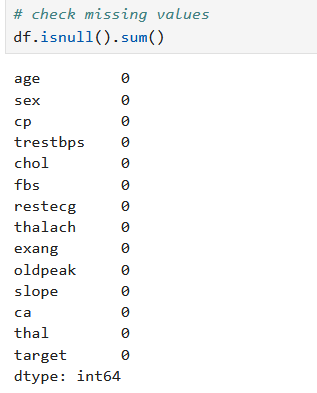 # check missing values
df.isnull().sum()
age 0
sex 0
cp 0
trestbps 0
chol 0
fbs 0
restecg 0
thalach 0
exang 0
oldpeak 0
slope 0
ca 0
thal 0
target 0
dtype: int64